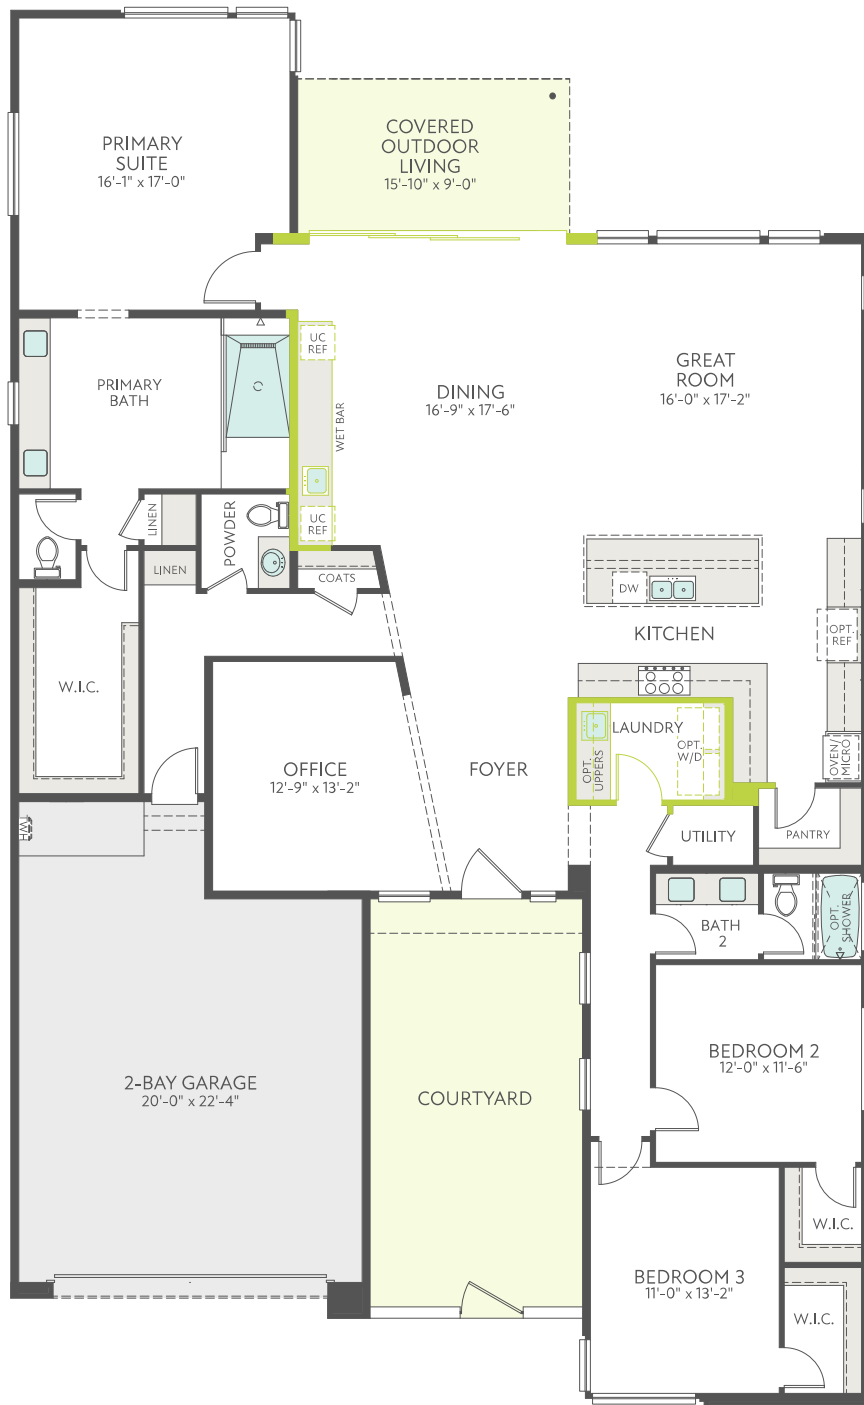 PRIMARY
SUITE
16'-1" x 17'-0"
COVERED
OUTDOOR
LIVING
15'-10" x 9'-0"
UC
REF
PRIMARY
BATH
WET BAR
DINING
16'-9" x 17'-6"
GREAT
ROOM
16'-0" x 17'-2"
LINEN
POWDER
UC
REF
LINEN
COATS
DW
KITCHEN
OPT.
REF
W.I.C.
OFFICE
12'-9" x 13'-2"
FOYER
LAUNDRY
OPT.
UPPERS
OPT.
W/D
OVEN/
MICRO
WH
UTILITY
PANTRY
BATH
2
OPT.
SHOWER
2-BAY GARAGE
20'-0" x 22'-4"
COURTYARD
BEDROOM 2
12'-0" x 11'-6"
W.I.C.
BEDROOM 3
11'-0" x 13'-2"
W.I.C.